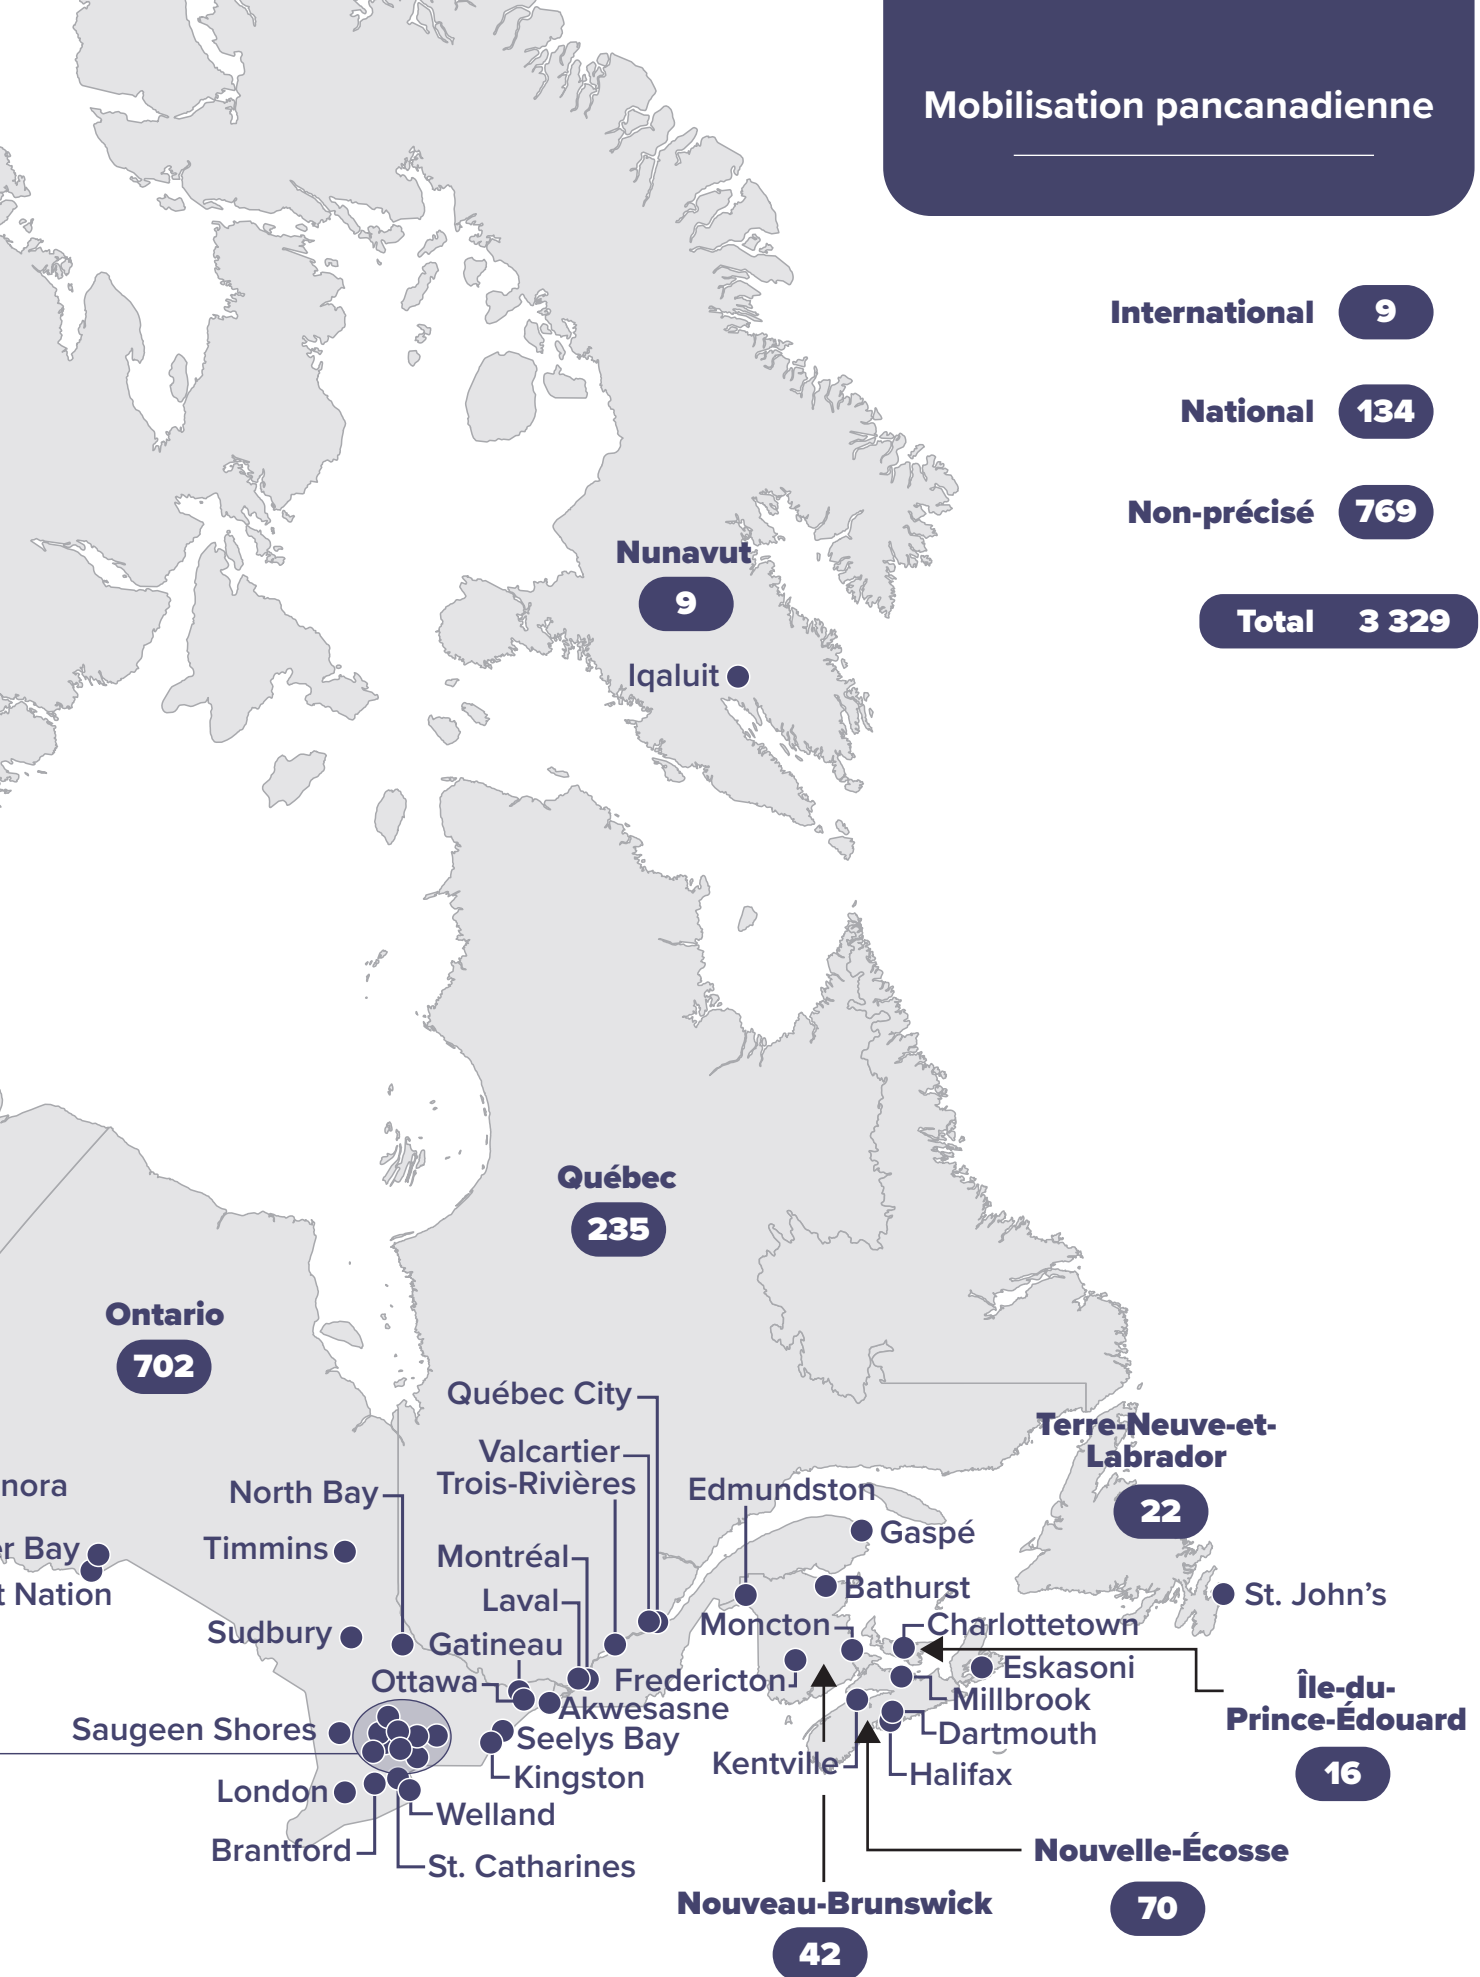 Mobilisation pancanadienne
International 9
National 134
Non-précisé 769
Total 3 329
Nunavut
9
Iqaluit
Québec
235
Ontario
702
Québec City
Valcartier
Trois-Rivières
Terre-Neuve-et-
Labrador
22
nora
North Bay
Edmundston
Gaspé
er Bay
Timmins
Montréal
t Nation
Laval
Bathurst
St. John's
Sudbury
Gatineau
Moncton
Charlottetown
Ottawa
Fredericton
Eskasoni
Akwesasne
Millbrook
Île-du-
Prince-Édouard
16
Saugeen Shores
Seelys Bay
Dartmouth
Kentville
Kingston
Halifax
London
Welland
Brantford
St. Catharines
Nouvelle-Écosse
70
Nouveau-Brunswick
42